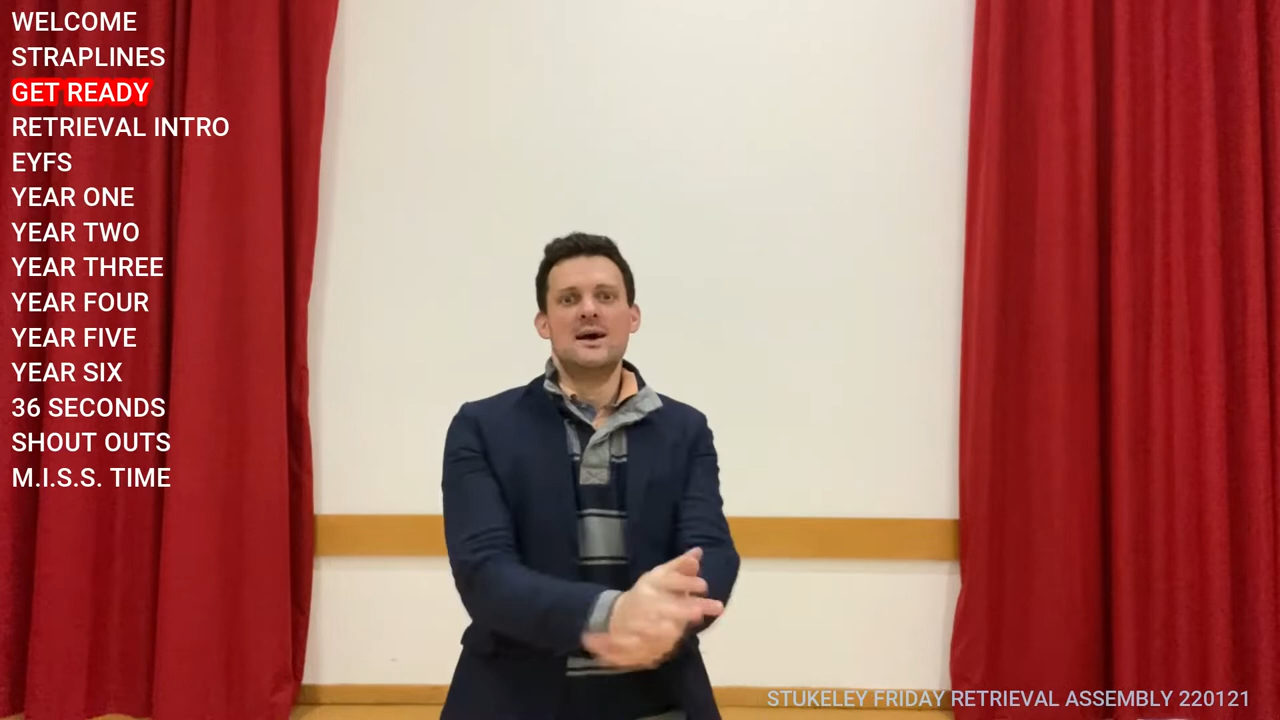 WELCOME
STRAPLINES
GET READY
RETRIEVAL INTRO
EYFS
YEAR ONE
YEAR TWO
YEAR THREE
YEAR FOUR
YEAR FIVE
YEAR SIX
36 SECONDS
SHOUT OUTS
M.I.S.S. TIME
STUKELEY FRIDAY RETRIEVAL ASSEMBLY 220121